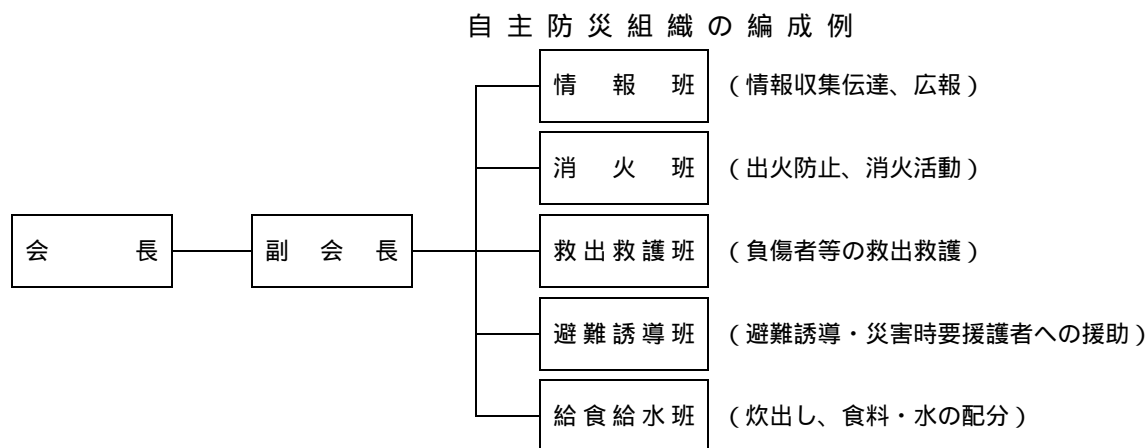 自主防災組織の編成例
情報班 (情報収集伝達、広報)
消火班 (出火防止、消火活動)
会長 副会長 救出救護班 (負傷者等の救出救護)
避難誘導班 (避難誘導・災害時要援護者への援助)
給食給水班 (炊出し、食料・水の配分)